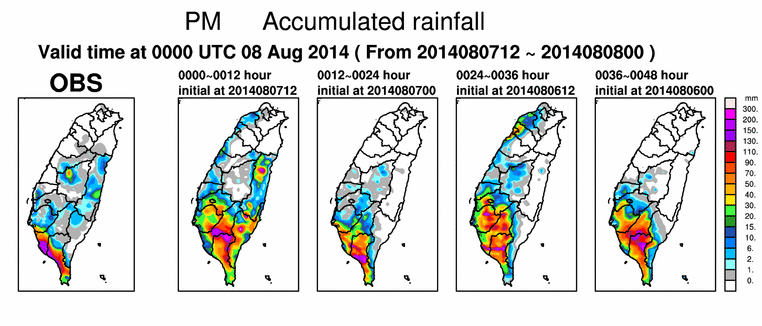 PM Accumulated rainfall
Valid time at 0000 UTC 08 Aug 2014 ( From 2014080712 ~ 2014080800 )
OBS
0000~0012 hour
initial at 2014080712
0012~0024 hour
initial at 2014080700
0024~0036 hour
initial at 2014080612
0036~0048 hour
initial at 2014080600
mm
300.
200.
150.
130.
110.
90.
70.
50.
40.
30.
20.
15.
10.
6.
2.
1.
0.